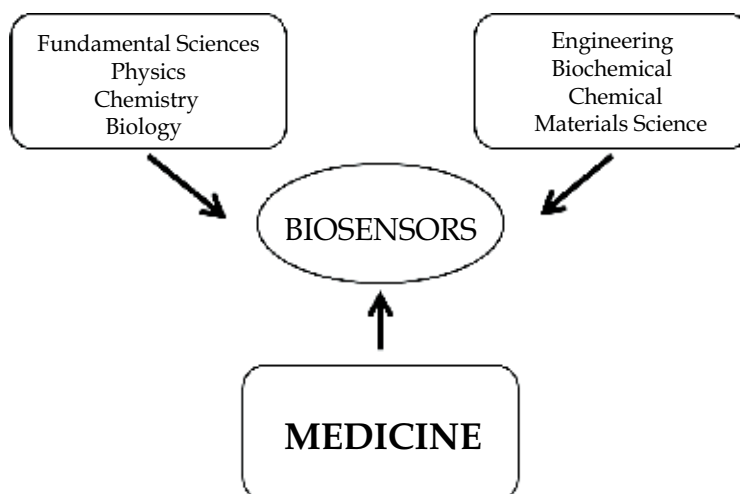 Fundamental Sciences
Physics
Chemistry
Biology
Engineering
Biochemical
Chemical
Materials Science
BIOSENSORS
MEDICINE